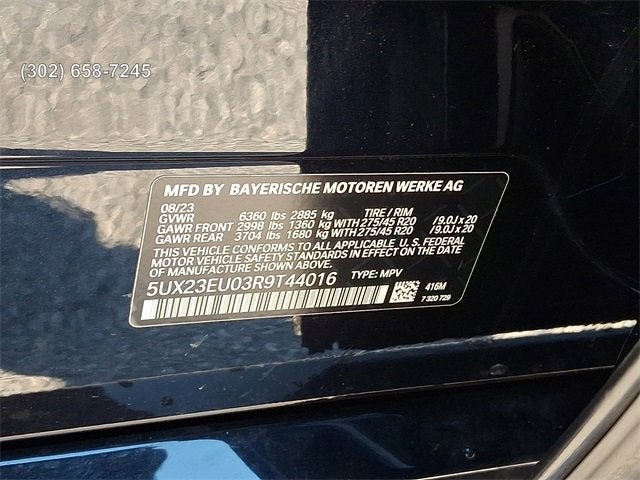 (302) 658-7245
MFD BY BAYERISCHE MOTOREN WERKE AG
08/23
GVWR 6360 lbs 2885 kg TIRE / RIM
GAWR FRONT 2998 lbs 1360 kg WITH 275/45 R20 /9.0J x 20
GAWR REAR 3704 lbs 1680 kg WITH 275/45 R20 /9.0J x 20
THIS VEHICLE CONFORMS TO ALL APPLICABLE U.S. FEDERAL
MOTOR VEHICLE SAFETY STANDARDS IN EFFECT ON THE DATE
OF MANUFACTURE SHOWN ABOVE.
5UX23EU03R9T44016 TYPE: MPV
416M
7 320 729